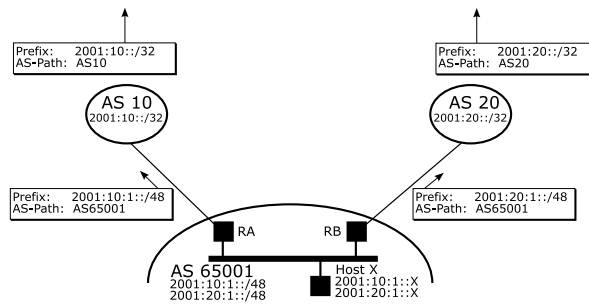 Prefix: 2001:10::/32
AS-Path: AS10
Prefix: 2001:20::/32
AS-Path: AS20
AS 10
2001:10::/32
AS 20
2001:20::/32
Prefix: 2001:10:1::/48
AS-Path: AS65001
Prefix: 2001:20:1::/48
AS-Path: AS65001
RA
RB
AS 65001
2001:10:1::/48
2001:20:1::/48
Host X
2001:10:1::X
2001:20:1::X